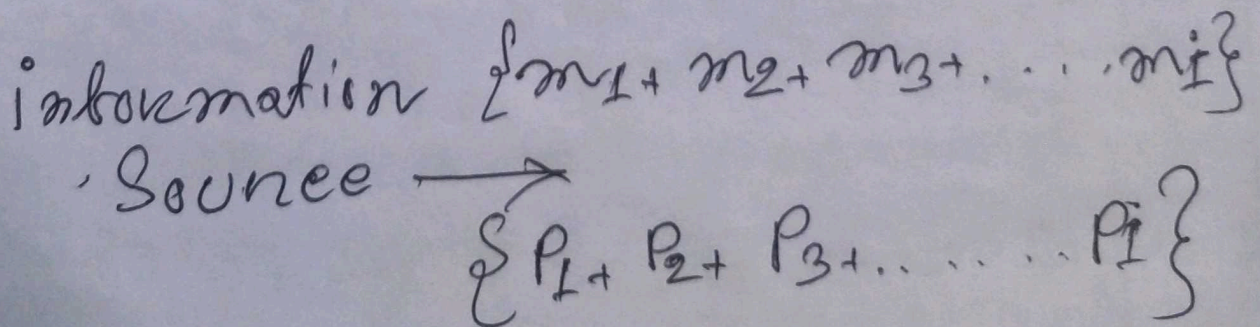 information {m1+ m2+ m3+. . . . .mi}
Source →
{P1+ P2+ P3+. . . . . . . Pi}